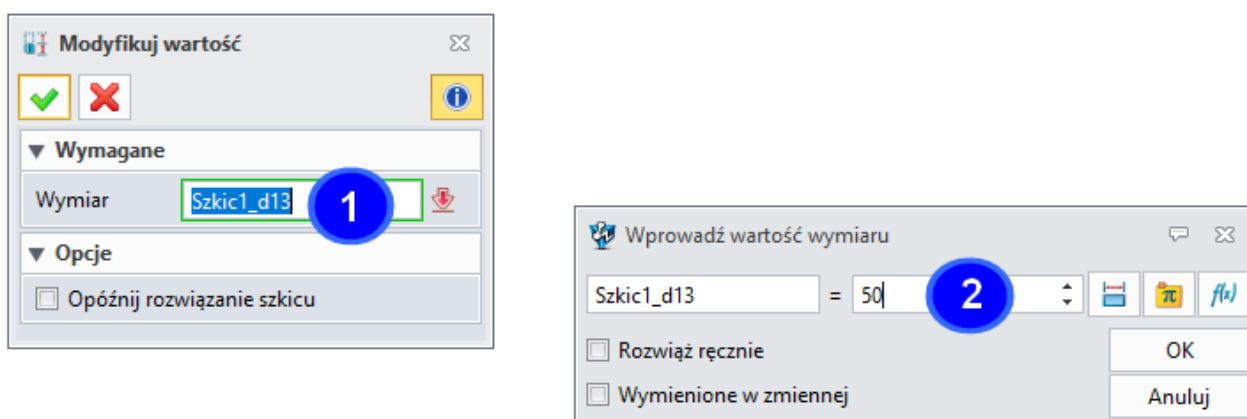 Modyfikuj wartość
Wymagane
Wymiar Szkic1_d13 1
Opcje
Opóźnij rozwiązanie szkicu
Wprowadź wartość wymiaru
Szkic1_d13 = 50 2 π f(x)
Rozwiąż ręcznie OK
Wymienione w zmiennej Anuluj